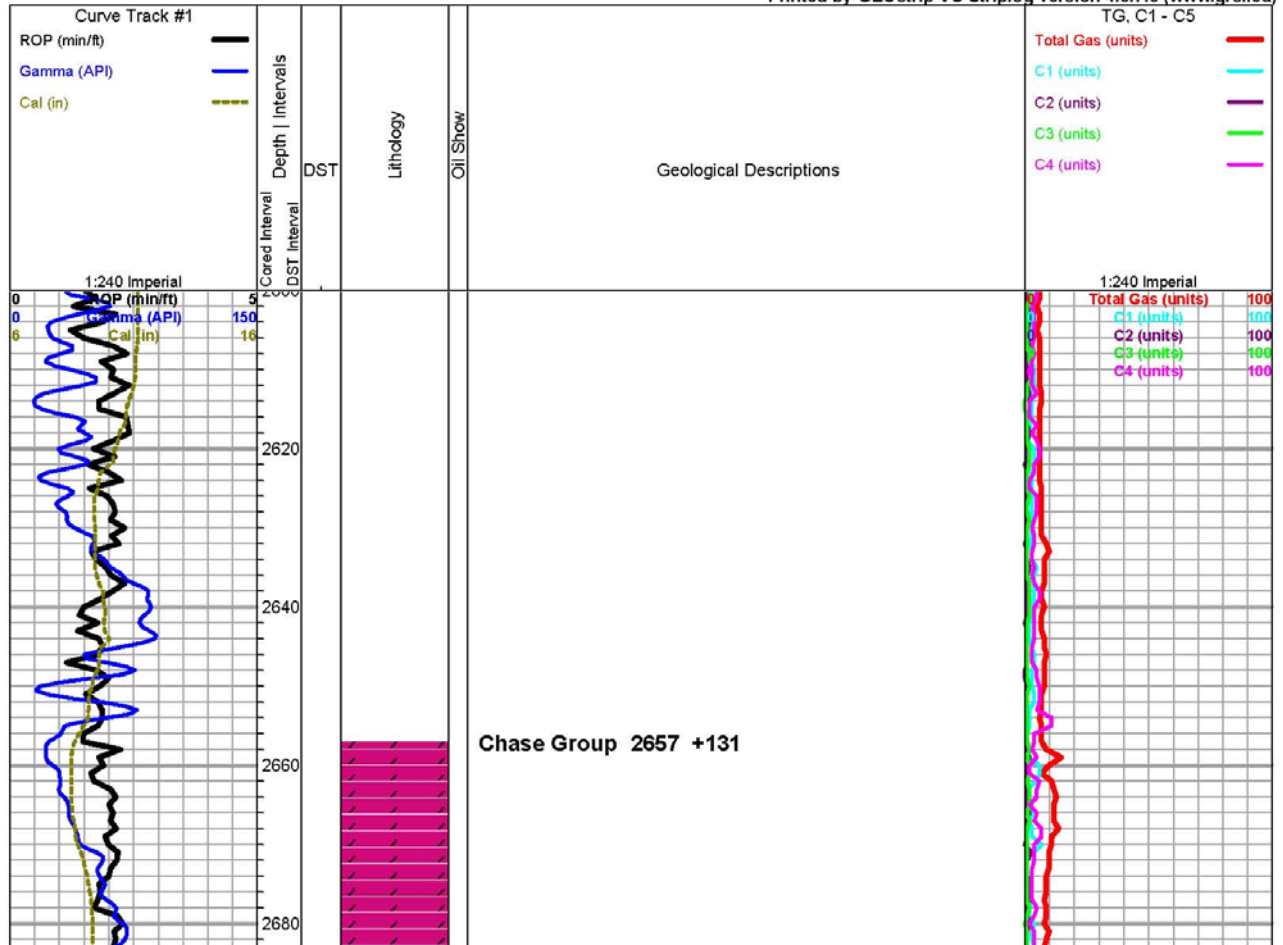 Curve Track #1
ROP (min/ft)
Gamma (API)
Cal (in)
1:240 Imperial
Cored Interval
DST Interval
Depth | Intervals
DST
Lithology
Oil Show
Geological Descriptions
TG, C1 - C5
Total Gas (units)
C1 (units)
C2 (units)
C3 (units)
C4 (units)
1:240 Imperial
0 ROP (min/ft) 5
0 Gamma (API) 150
6 Cal (in) 16
Total Gas (units) 100
C1 (units) 100
C2 (units) 100
C3 (units) 100
C4 (units) 100
2620
2640
Chase Group 2657 +131
2660
2680